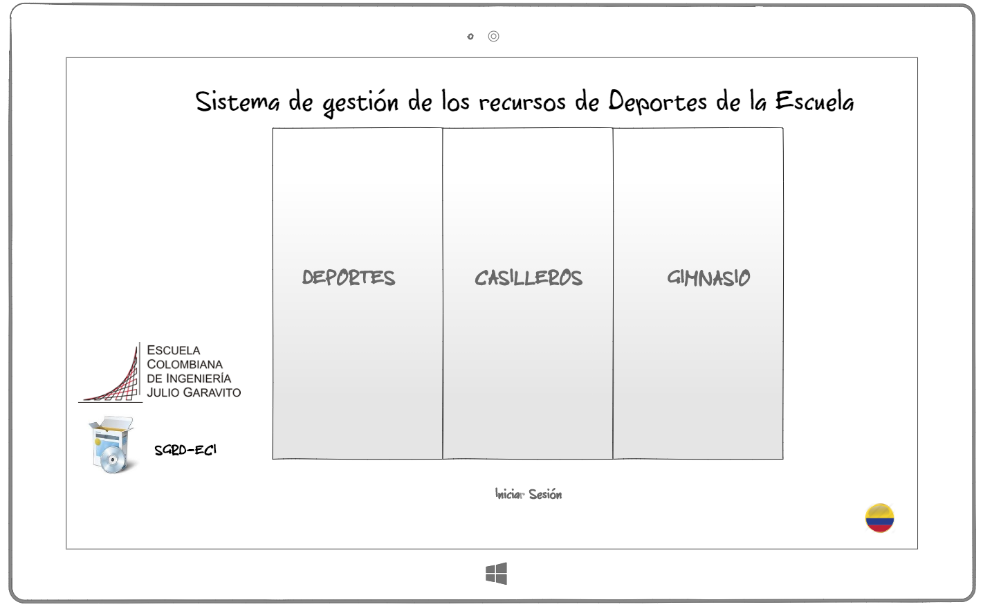 Sistema de gestión de los recursos de Deportes de la Escuela
DEPORTES
CASILLEROS
GIMNASIO
ESCUELA
COLOMBIANA
DE INGENIERÍA
JULIO GARAVITO
SGRD-ECI
Iniciar Sesión